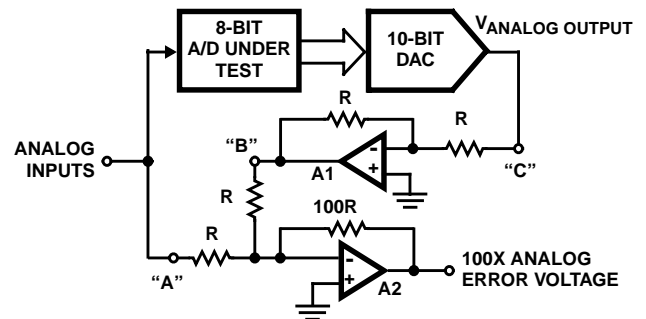 8-BIT
A/D UNDER
TEST
10-BIT
DAC
VANALOG OUTPUT
R
R
ANALOG
INPUTS
“B”
-
+
A1
“C”
R
100R
R
-
+
A2
“A”
100X ANALOG
ERROR VOLTAGE